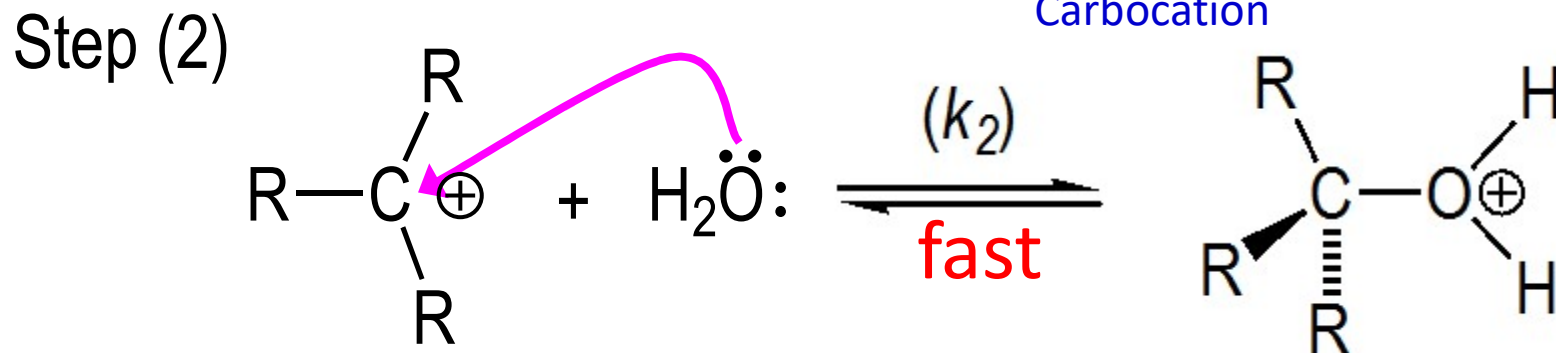 Carbocation
Step (2)
R
R—C⊕ + H₂Ö:
R
(k₂)
fast
R H
C—O⊕
R
R H